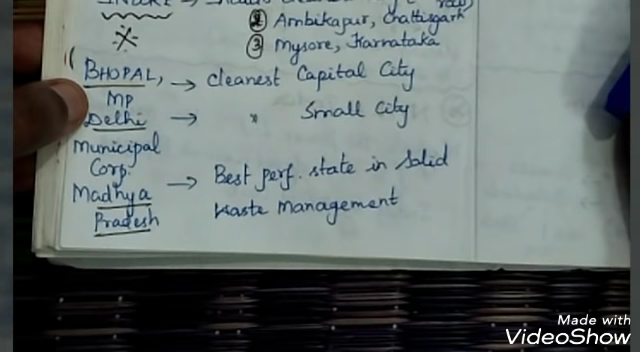 INDORE →
② Ambikapur, Chattisgarh
③ Mysore, Karnataka
BHOPAL, → Cleanest Capital City
MP
Delhi → " Small City
Municipal
Corp.
Madhya → Best perf. state in Solid
Pradesh Waste Management
Made with
VideoShow